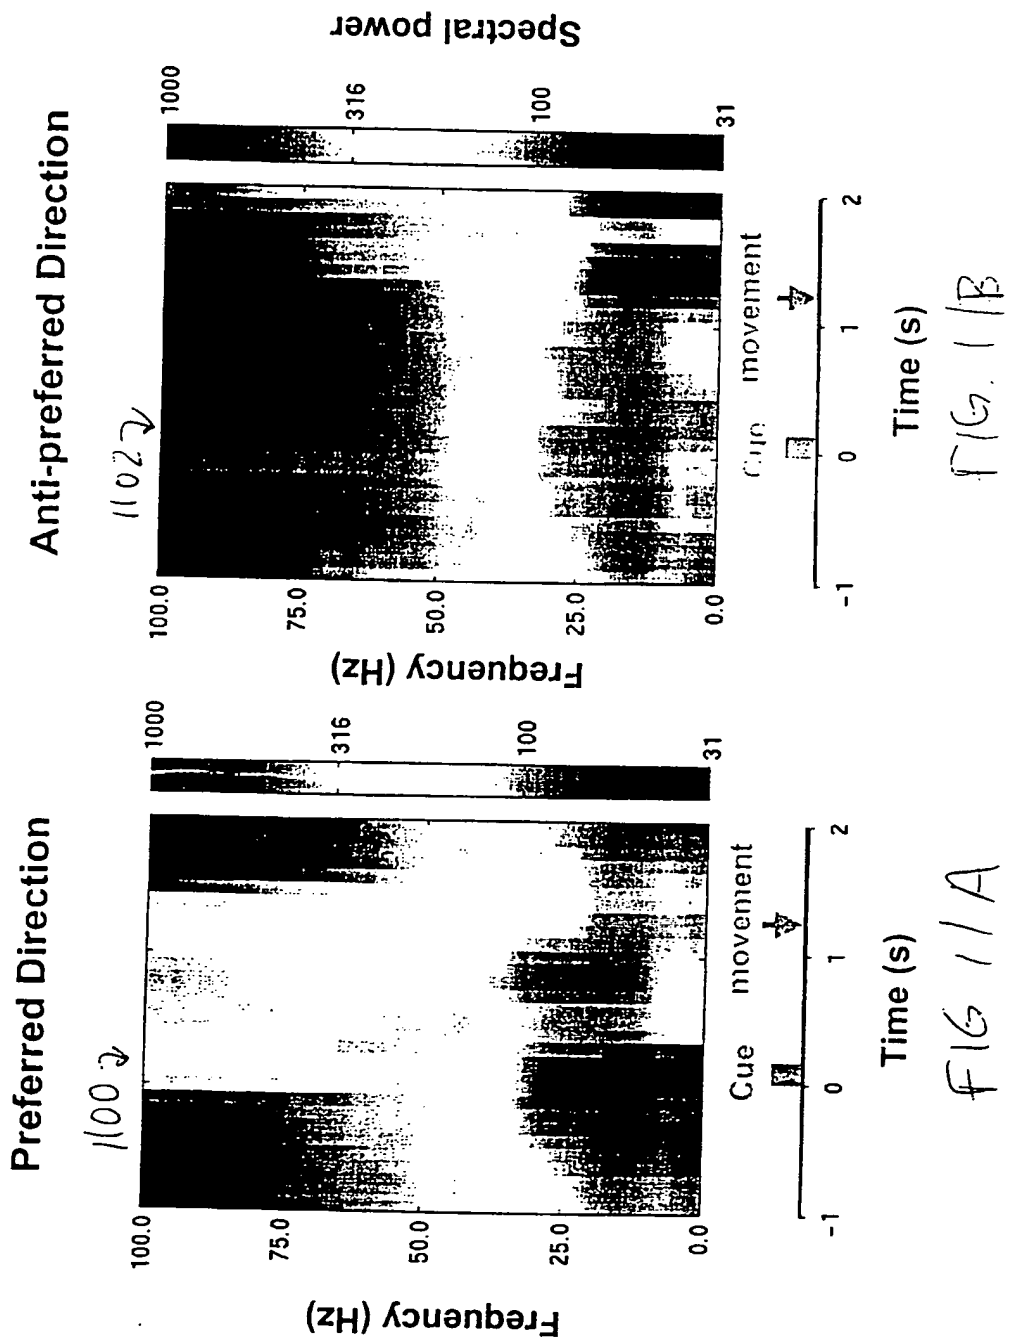 Preferred Direction
1100
Frequency (Hz)
100.0
75.0
50.0
25.0
0.0
1000
316
100
31
Cue movement
-1 0 1 2
Time (s)
FIG 11A
Anti-preferred Direction
1102
Frequency (Hz)
100.0
75.0
50.0
25.0
0.0
1000
316
100
31
Spectral power
Cue movement
-1 0 1 2
Time (s)
FIG. 11B